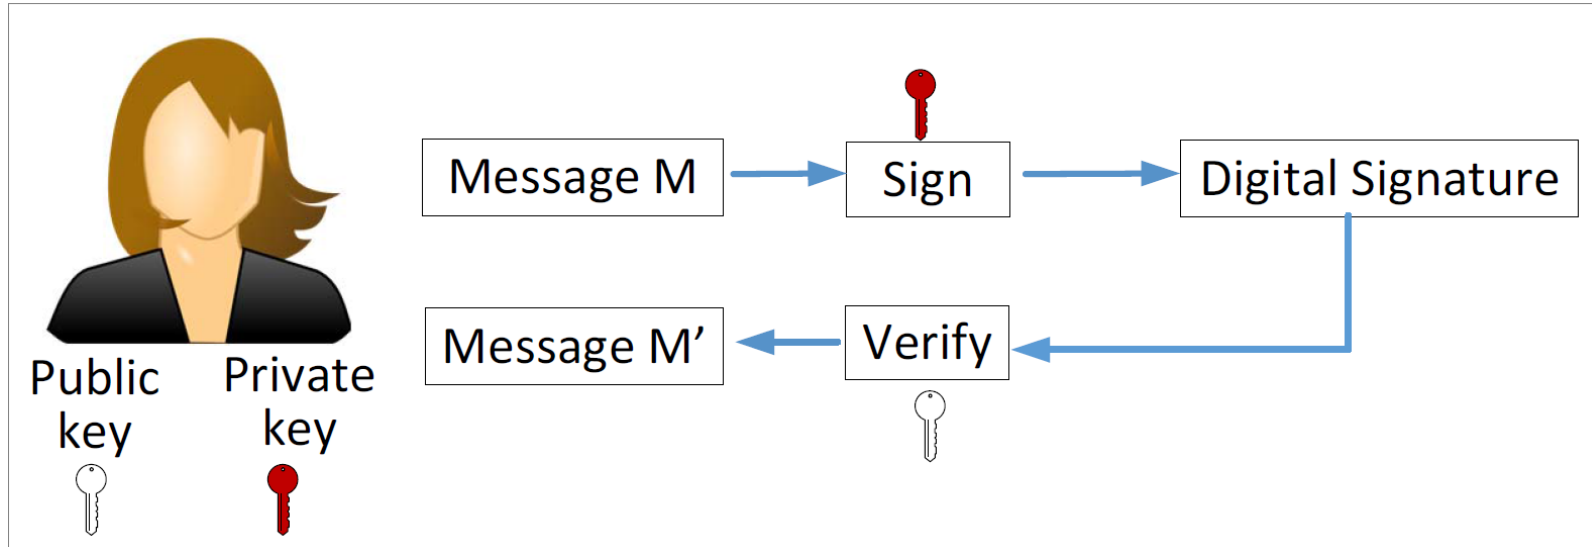 Message M
Sign
Digital Signature
Message M’
Verify
Public
key
Private
key